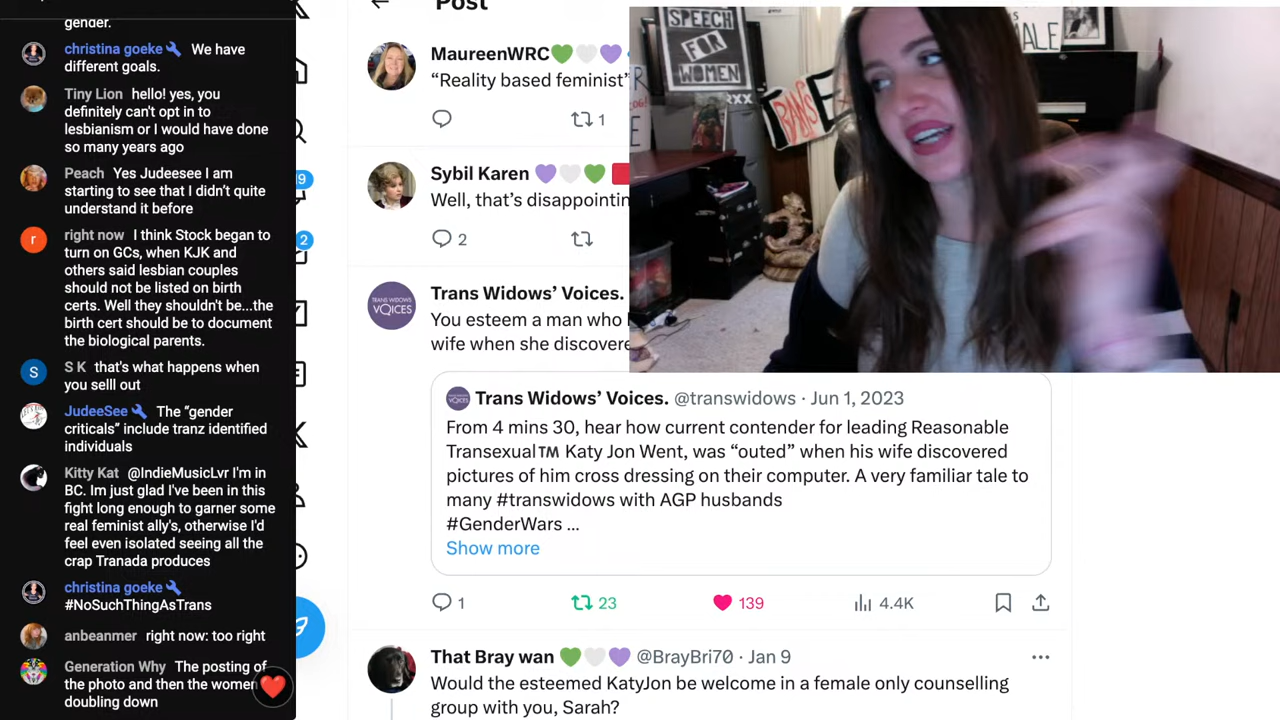 gender.
christina goeke We have
different goals.
Tiny Lion hello! yes, you
definitely can't opt in to
lesbianism or I would have done
so many years ago
Peach Yes Judeesee I am
starting to see that I didn't quite
understand it before
r
right now I think Stock began to
turn on GCs, when KJK and
others said lesbian couples
should not be listed on birth
certs. Well they shouldn't be...the
birth cert should be to document
the biological parents.
S
S K that's what happens when
you selll out
JudeeSee The “gender
criticals” include tranz identified
individuals
Kitty Kat @IndieMusicLvr I'm in
BC. Im just glad I've been in this
fight long enough to garner some
real feminist ally's, otherwise I'd
feel even isolated seeing all the
crap Tranada produces
christina goeke
#NoSuchThingAsTrans
anbeanmer right now: too right
Generation Why The posting of
the photo and then the women
doubling down
9
2
Post
MaureenWRC
“Reality based feminist”
1
Sybil Karen
Well, that's disappointin
2
TRANS WIDOWS' VOICES
Trans Widows' Voices.
You esteem a man who
wife when she discovere
Trans Widows' Voices. @transwidows · Jun 1, 2023
From 4 mins 30, hear how current contender for leading Reasonable
Transexual™ Katy Jon Went, was “outed” when his wife discovered
pictures of him cross dressing on their computer. A very familiar tale to
many #transwidows with AGP husbands
#GenderWars ...
Show more
1 23 139 4.4K
That Bray wan @BrayBri70 · Jan 9
Would the esteemed KatyJon be welcome in a female only counselling
group with you, Sarah?
SPEECH
FOR
WOMEN
XX
TRANS
ALE